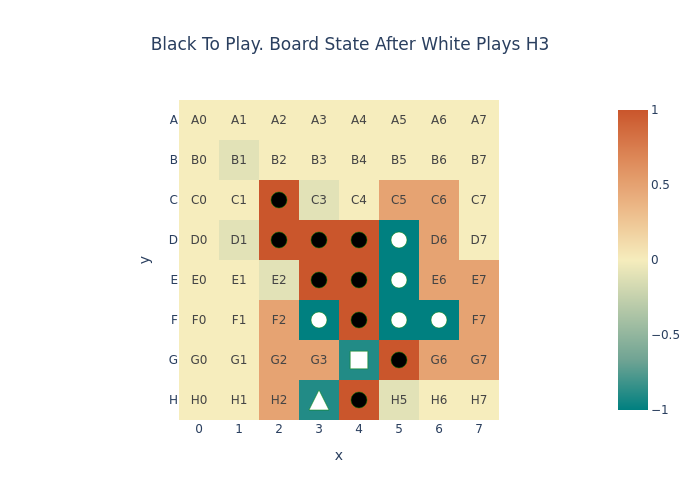 Black To Play. Board State After White Plays H3
A A0 A1 A2 A3 A4 A5 A6 A7
B B0 B1 B2 B3 B4 B5 B6 B7
C C0 C1 C3 C4 C5 C6 C7
D D0 D1 D6 D7
E E0 E1 E2 E6 E7
F F0 F1 F2 F7
G G0 G1 G2 G3 G6 G7
H H0 H1 H2 H5 H6 H7
0 1 2 3 4 5 6 7
x
y
1
0.5
0
−0.5
−1